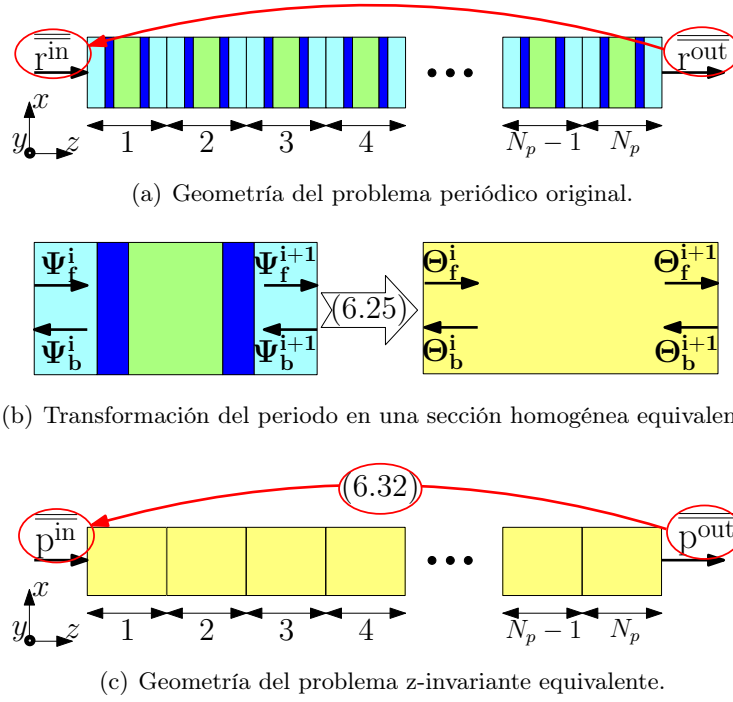 r^in r^out
x
y z 1 2 3 4 N_p − 1 N_p
(a) Geometría del problema periódico original.
Ψ_f^i Ψ_f^{i+1} Θ_f^i Θ_f^{i+1}
(6.25)
Ψ_b^i Ψ_b^{i+1} Θ_b^i Θ_b^{i+1}
(b) Transformación del periodo en una sección homogénea equivalen
(6.32)
p^in p^out
x
y z 1 2 3 4 N_p − 1 N_p
(c) Geometría del problema z-invariante equivalente.